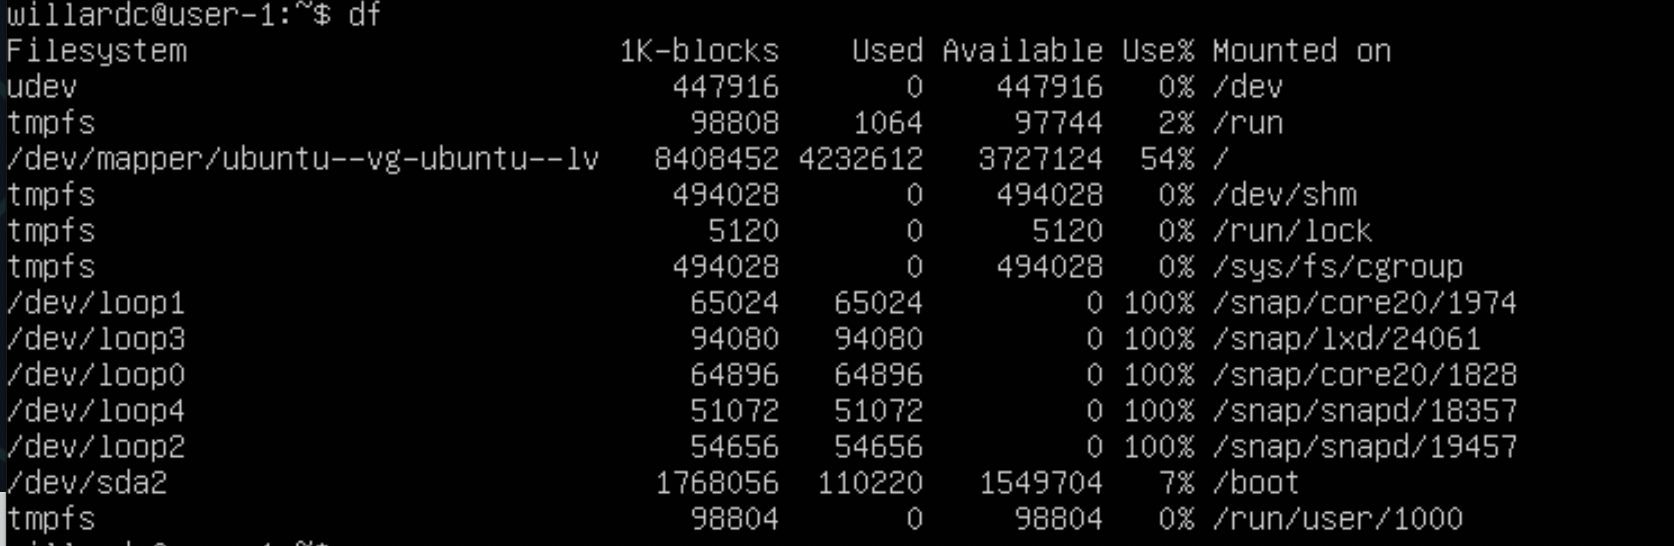 willardc@user-1:~$ df
Filesystem 1K-blocks Used Available Use% Mounted on
udev 447916 0 447916 0% /dev
tmpfs 98808 1064 97744 2% /run
/dev/mapper/ubuntu--vg-ubuntu--lv 8408452 4232612 3727124 54% /
tmpfs 494028 0 494028 0% /dev/shm
tmpfs 5120 0 5120 0% /run/lock
tmpfs 494028 0 494028 0% /sys/fs/cgroup
/dev/loop1 65024 65024 0 100% /snap/core20/1974
/dev/loop3 94080 94080 0 100% /snap/lxd/24061
/dev/loop0 64896 64896 0 100% /snap/core20/1828
/dev/loop4 51072 51072 0 100% /snap/snapd/18357
/dev/loop2 54656 54656 0 100% /snap/snapd/19457
/dev/sda2 1768056 110220 1549704 7% /boot
tmpfs 98804 0 98804 0% /run/user/1000